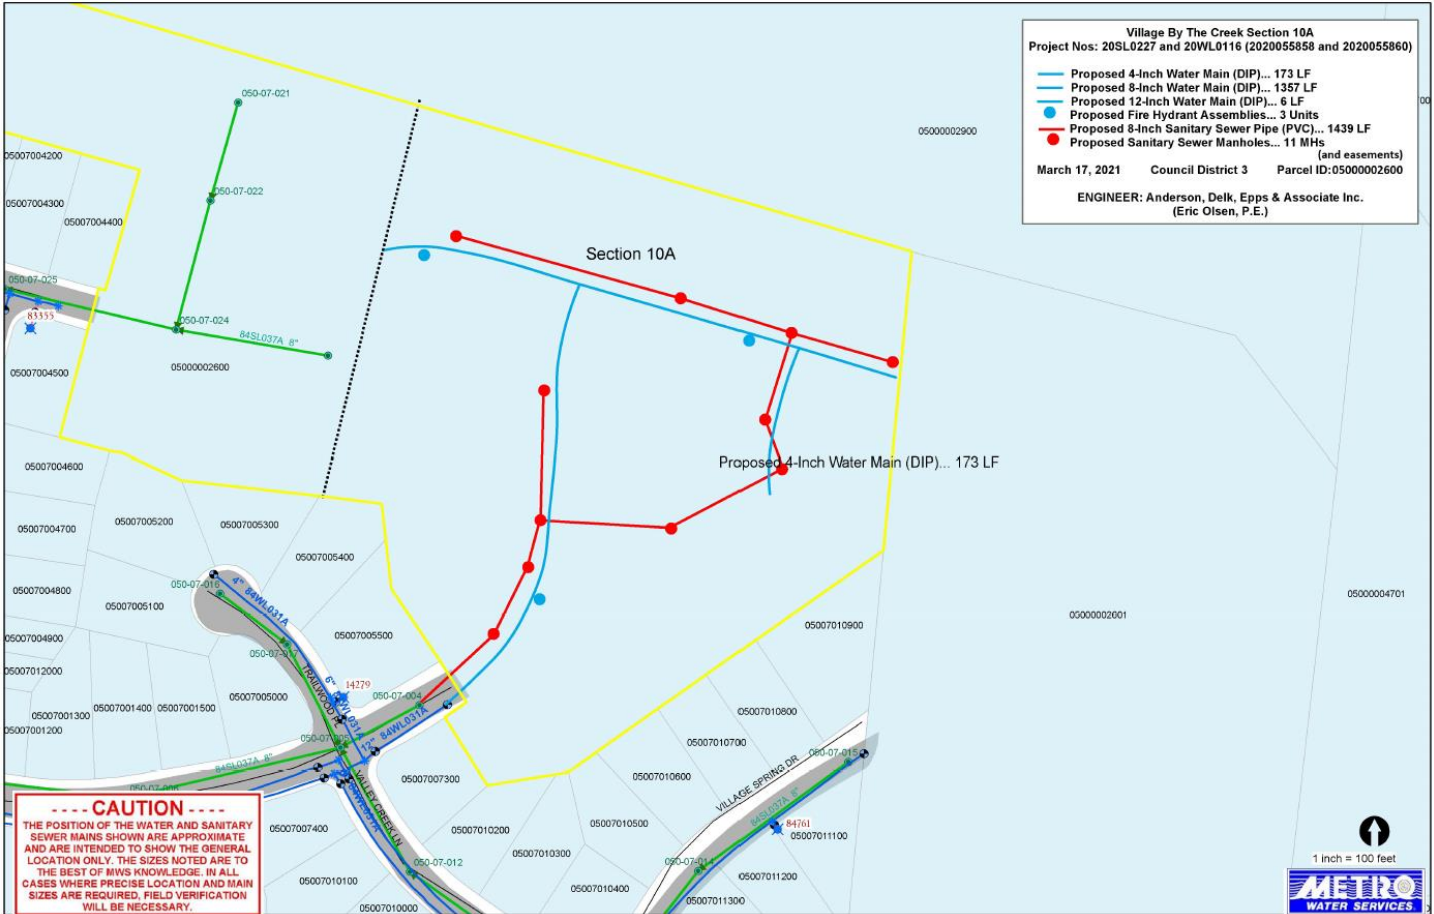 Village By The Creek Section 10A
Project Nos: 20SL0227 and 20WL0116 (2020055858 and 2020055860)
Proposed 4-Inch Water Main (DIP)... 173 LF
Proposed 8-Inch Water Main (DIP)... 1357 LF
Proposed 12-Inch Water Main (DIP)... 6 LF
Proposed Fire Hydrant Assemblies... 3 Units
Proposed 8-Inch Sanitary Sewer Pipe (PVC)... 1439 LF
Proposed Sanitary Sewer Manholes... 11 MHs
(and easements)
March 17, 2021 Council District 3 Parcel ID:05000002600
ENGINEER: Anderson, Delk, Epps & Associate Inc.
(Eric Olsen, P.E.)
050-07-021
05000002900
05007004200
050-07-022
05007004300
05007004400
Section 10A
050-07-025
83355
050-07-024
84SL037A 8"
05000002600
05007004500
Proposed 4-Inch Water Main (DIP)... 173 LF
05007004600
05007004700
05007005200
05007005300
05007005400
050-07-016
4" 84WL031A
05007004800
05007005100
05000004701
05000002601
05007010900
05007004900
05007005500
050-07-017
05007012000
TRAILWOOD PL
6"
14279
05007005000
050-07-004
05007001300
05007001400
05007001500
05007001200
05007010800
050-07-005
12" 84WL031A
84SL037A 8"
05007010700
050-07-015
05007007300
05007010600
VILLAGE SPRING DR
VALLEY CREEK LN
84SL037A 8"
05007007400
05007010200
05007010500
84761
05007011100
05007010300
050-07-012
050-07-014
05007010100
05007010400
05007011200
05007010000
05007011300
---- CAUTION ----
THE POSITION OF THE WATER AND SANITARY
SEWER MAINS SHOWN ARE APPROXIMATE
AND ARE INTENDED TO SHOW THE GENERAL
LOCATION ONLY. THE SIZES NOTED ARE TO
THE BEST OF MWS KNOWLEDGE. IN ALL
CASES WHERE PRECISE LOCATION AND MAIN
SIZES ARE REQUIRED, FIELD VERIFICATION
WILL BE NECESSARY.
1 inch = 100 feet
METRO
WATER SERVICES